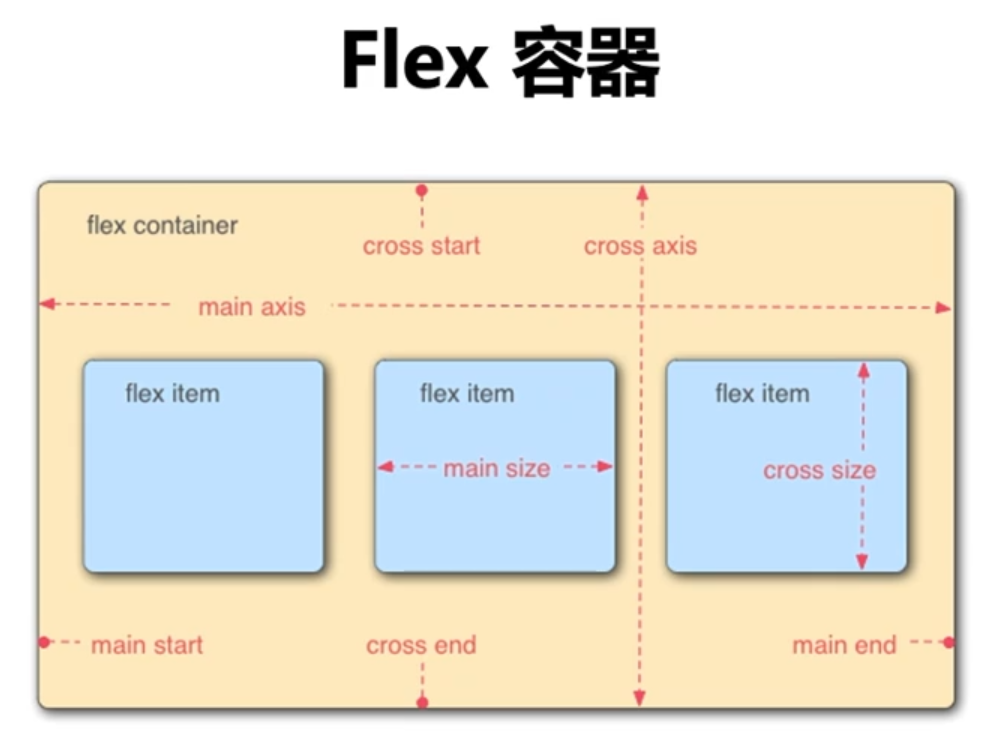 Flex 容器
flex container
cross start
cross axis
main axis
flex item
flex item
flex item
main size
cross size
main start
cross end
main end